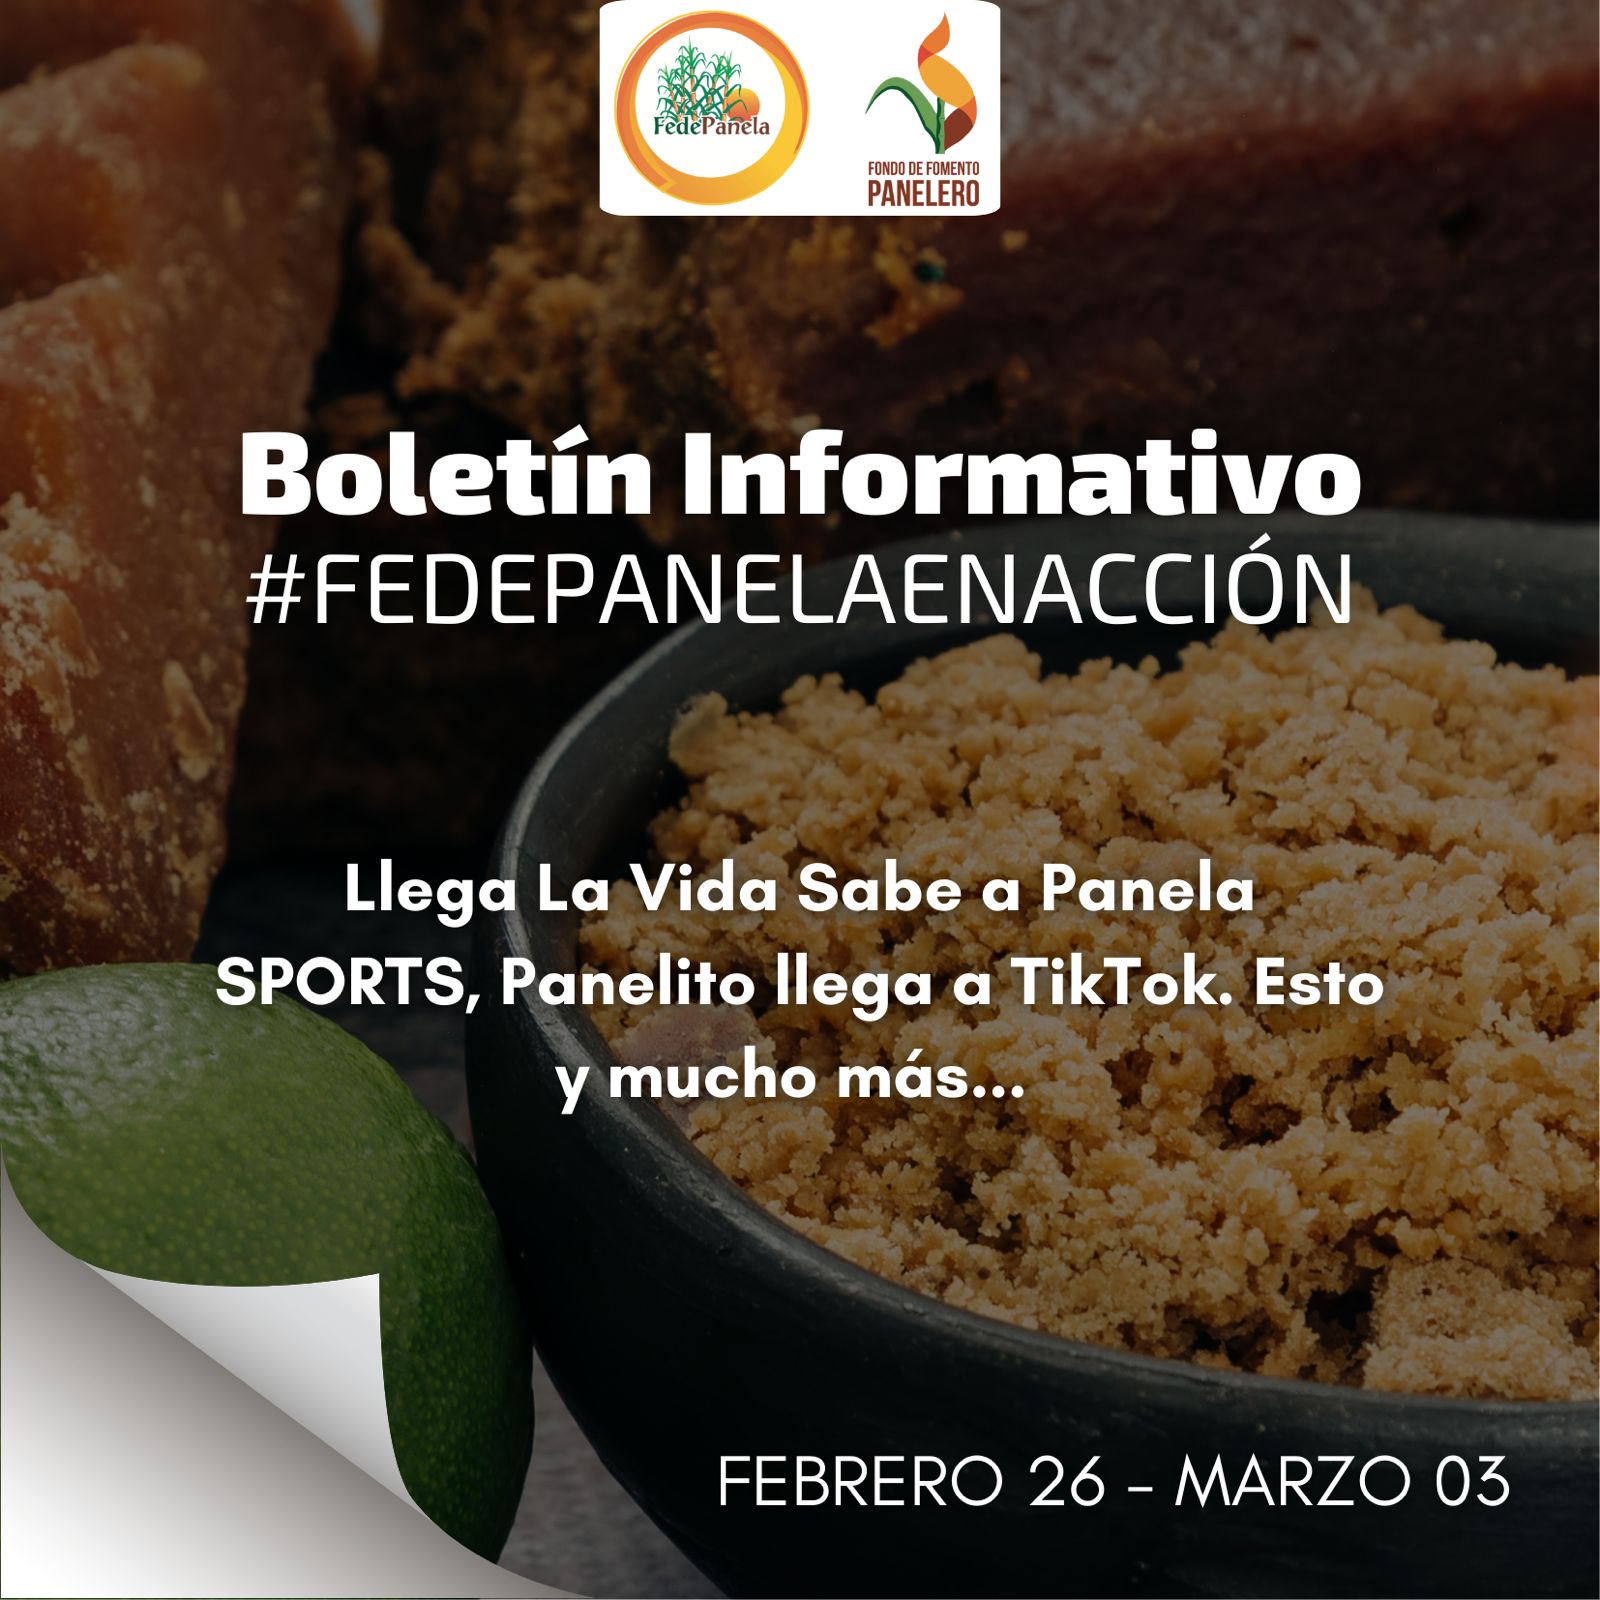 FedePanela
FONDO DE FOMENTO
PANELERO
Boletín Informativo
#FEDEPANELAENACCIÓN
Llega La Vida Sabe a Panela
SPORTS, Panelito llega a TikTok. Esto
y mucho más...
FEBRERO 26 - MARZO 03